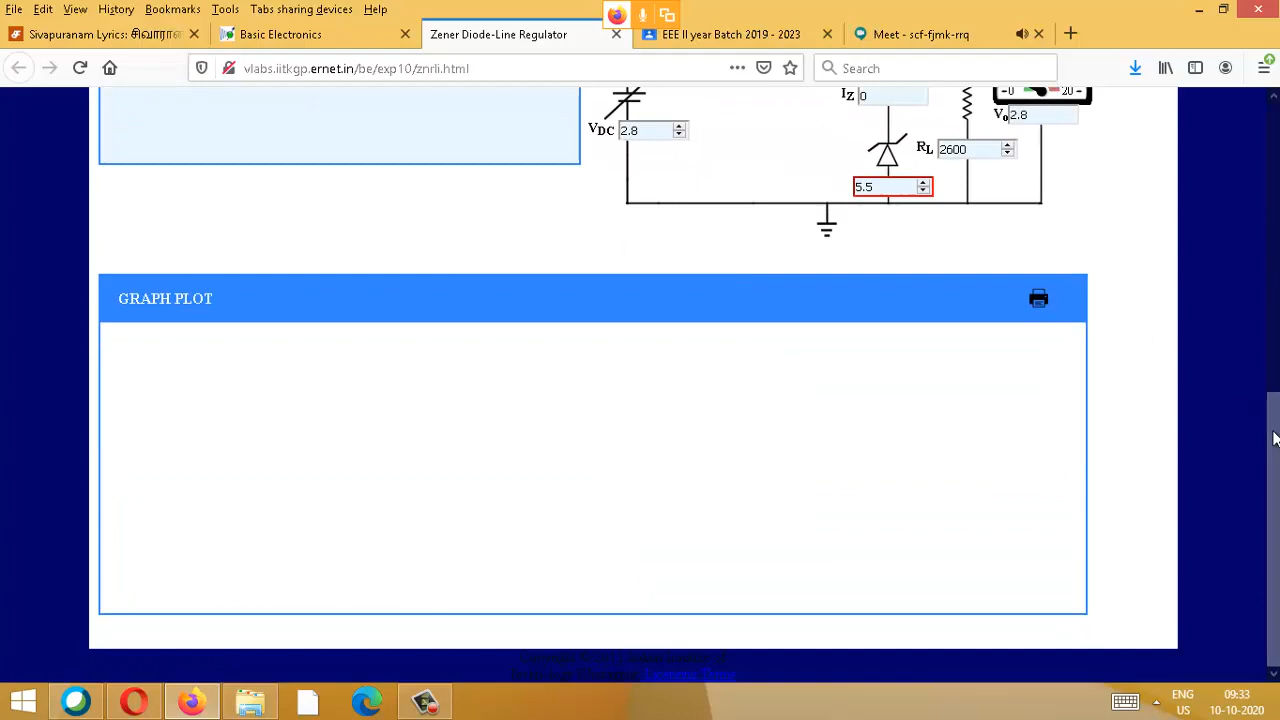 File Edit View History Bookmarks Tools Tabs sharing devices Help
Sivapuranam Lyrics: Basic Electronics Zener Diode-Line Regulator EEE II year Batch 2019 - 2023 Meet - scf-fjmk-rrq
vlabs.iitkgp.ernet.in/be/exp10/znrli.html Search
IZ 0 -0 20-
Vo 2.8
VDC 2.8
RL 2600
5.5
GRAPH PLOT
ENG 09:33
US 10-10-2020